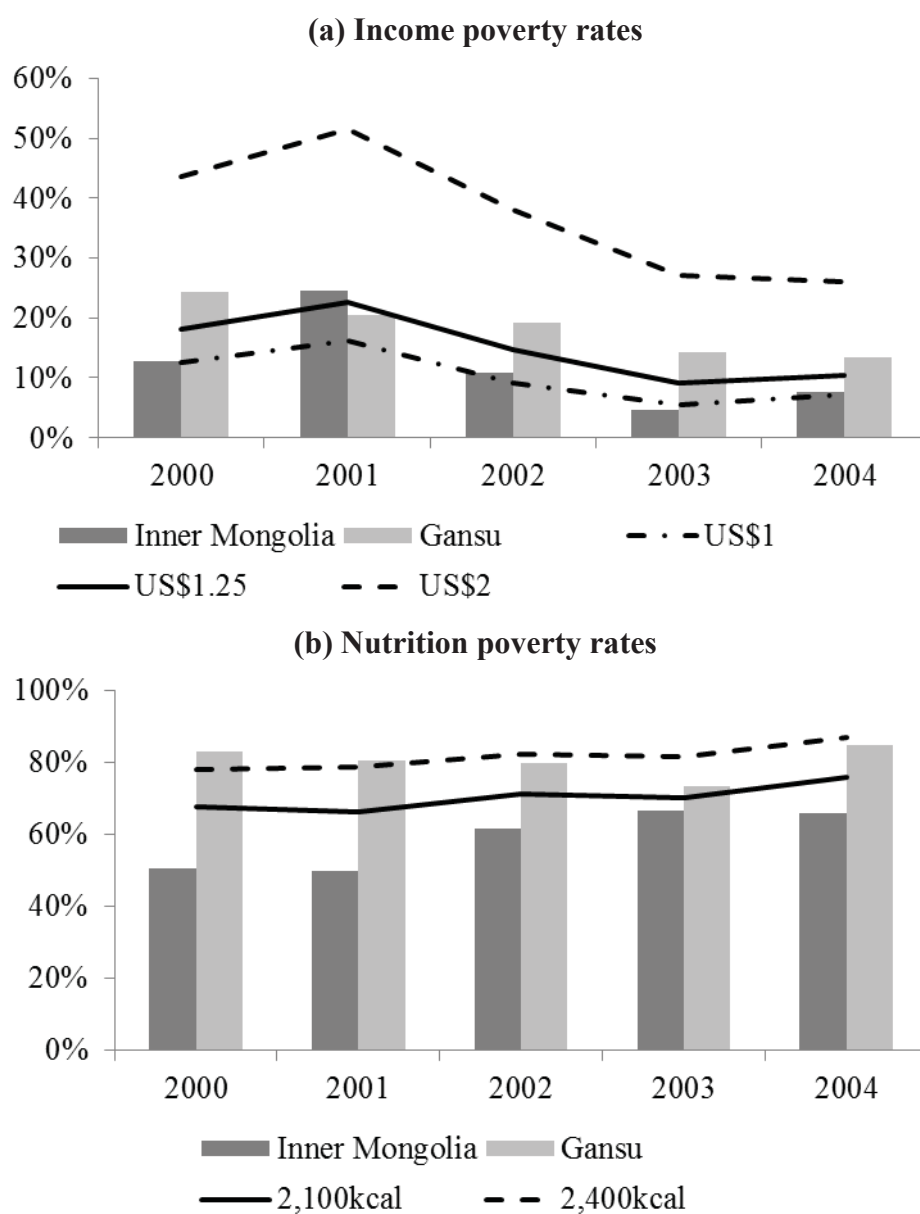 (a) Income poverty rates
60%
50%
40%
30%
20%
10%
0%
2000 2001 2002 2003 2004
Inner Mongolia Gansu US$1
US$1.25 US$2
(b) Nutrition poverty rates
100%
80%
60%
40%
20%
0%
2000 2001 2002 2003 2004
Inner Mongolia Gansu
2,100kcal 2,400kcal